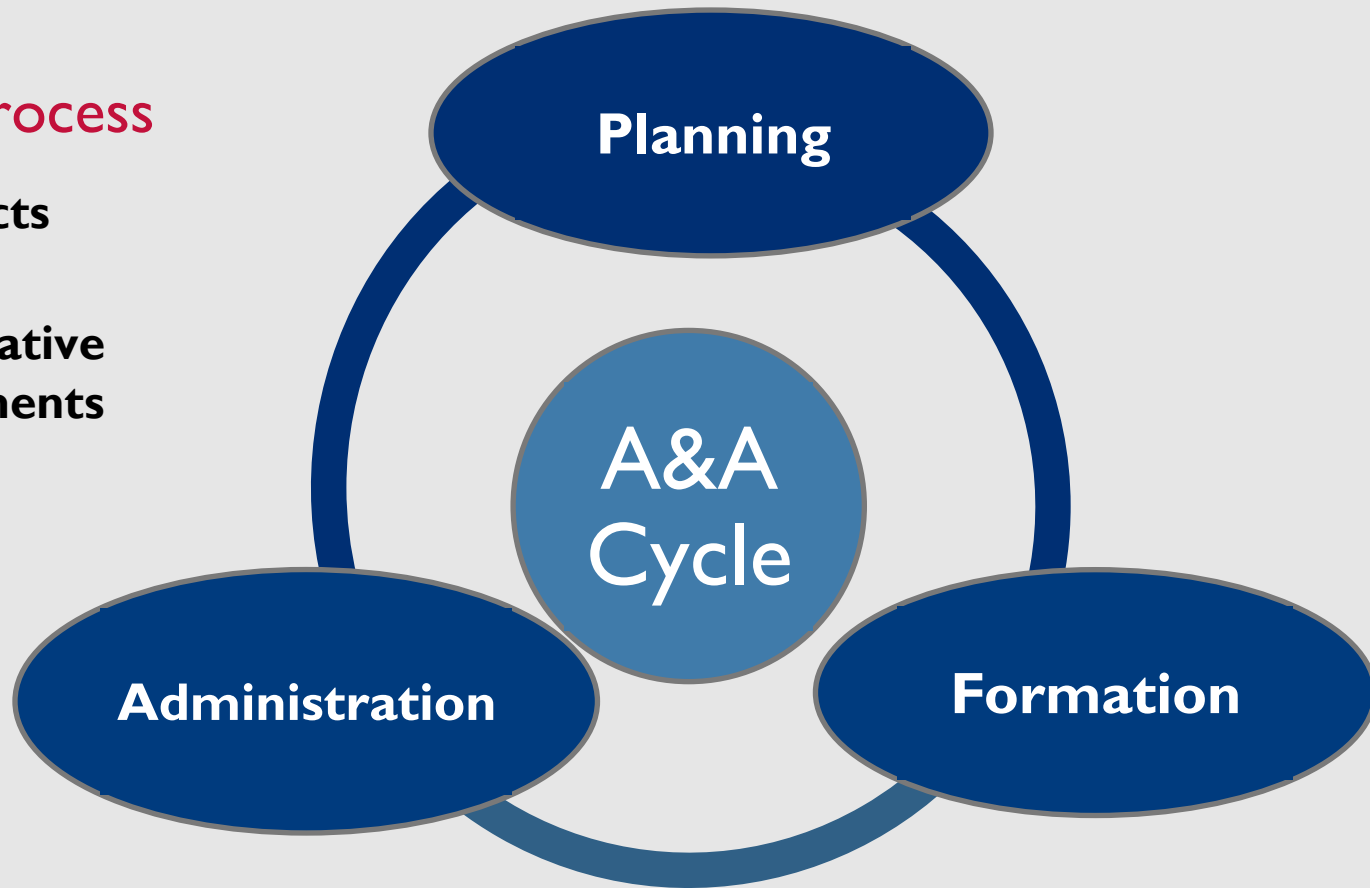 rocess
cts
ative
nents
Planning
A&A
Cycle
Administration
Formation